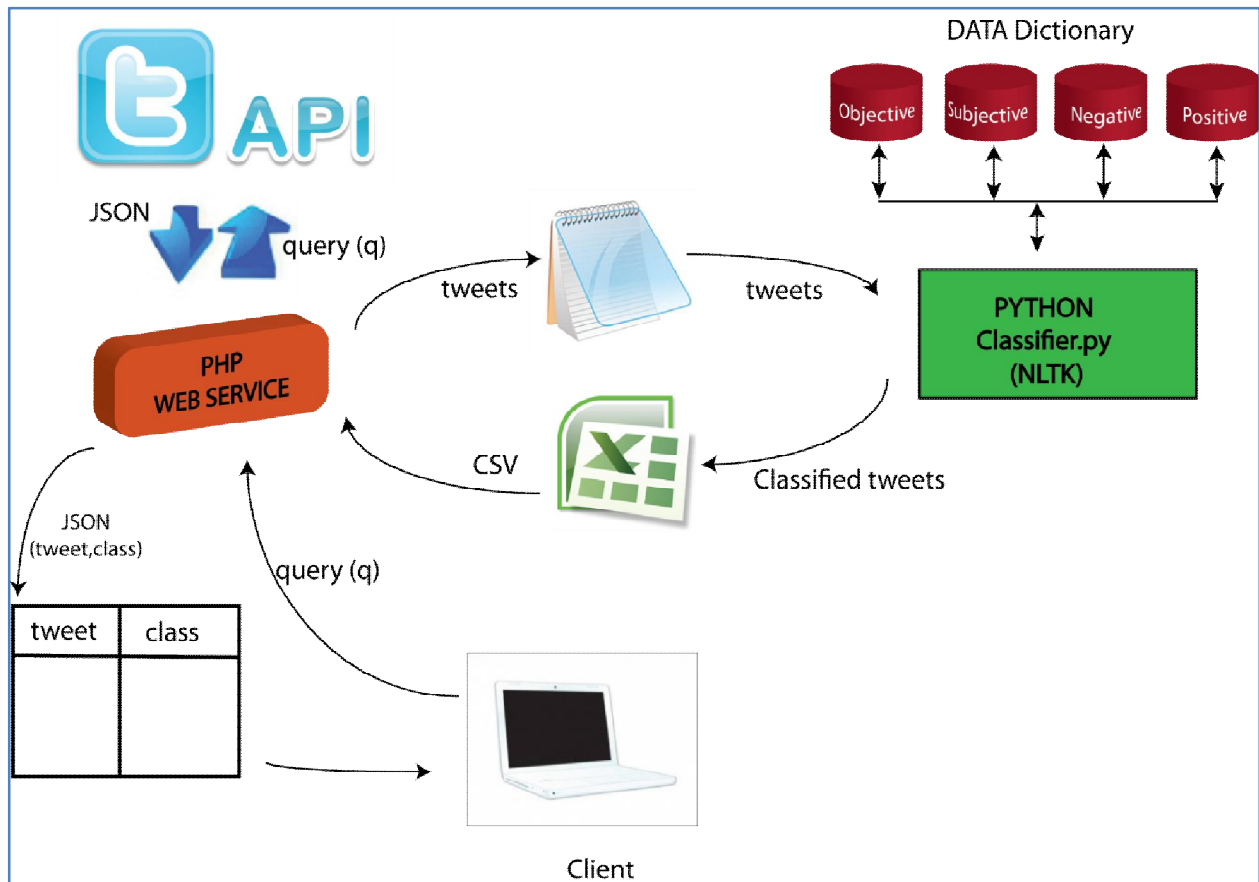 DATA Dictionary
Objective
Subjective
Negative
Positive
t API
JSON
query (q)
tweets
tweets
PHP
WEB SERVICE
PYTHON
Classifier.py
(NLTK)
CSV
Classified tweets
JSON
(tweet,class)
query (q)
tweet class
Client